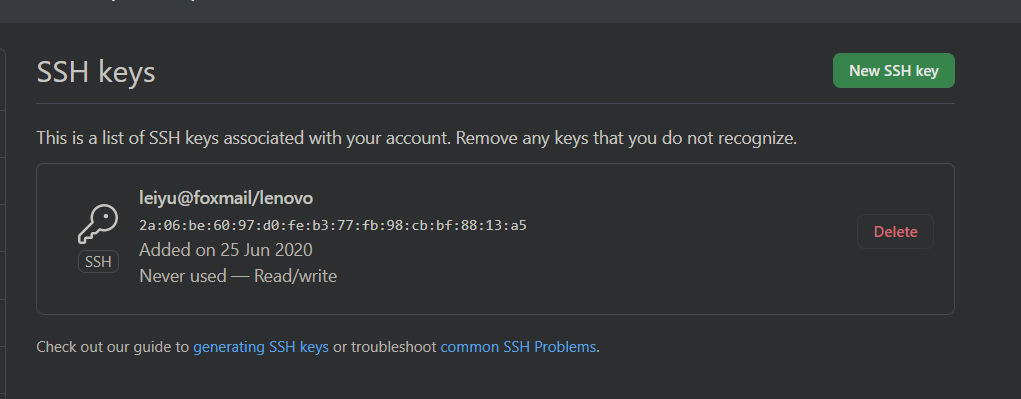 SSH keys
New SSH key
This is a list of SSH keys associated with your account. Remove any keys that you do not recognize.
leiyu@foxmail/lenovo
2a:06:be:60:97:d0:fe:b3:77:fb:98:cb:bf:88:13:a5
Added on 25 Jun 2020
Never used — Read/write
SSH
Delete
Check out our guide to generating SSH keys or troubleshoot common SSH Problems.